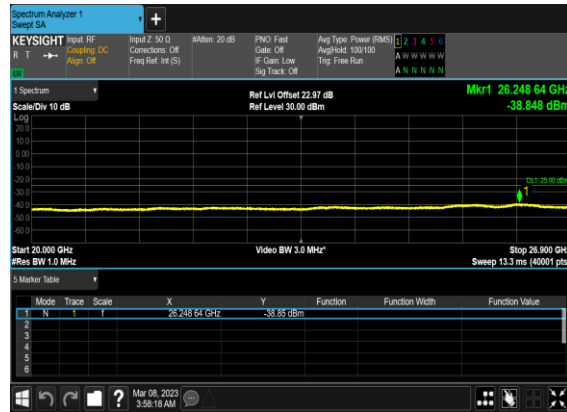 Spectrum Analyzer 1
Swept SA
+
KEYSIGHT Input: RF Input Z: 50 Ω #Atten: 20 dB PNO: Fast Avg Type: Power (RMS) 1 2 3 4 5 6
R T Coupling: DC Corrections: Off Gate: Off Avg|Hold: 100/100 A W W W W W
Align: Off Freq Ref: Int (S) IF Gain: Low Trig: Free Run
Sig Track: Off A N N N N N
1 Spectrum Ref Lvl Offset 22.97 dB Mkr1 26.248 64 GHz
Scale/Div 10 dB Ref Level 30.00 dBm -38.848 dBm
Log
20.0
10.0
0.00
-10.0
-20.0
DL1 -25.00 dBm
-30.0
1
-40.0
-50.0
-60.0
Start 20.000 GHz Video BW 3.0 MHz* Stop 26.900 GHz
#Res BW 1.0 MHz Sweep 13.3 ms (40001 pts)
5 Marker Table
Mode Trace Scale X Y Function Function Width Function Value
1 N 1 f 26.248 64 GHz -38.85 dBm
2
3
4
5
6
? Mar 08, 2023
3:58:18 AM